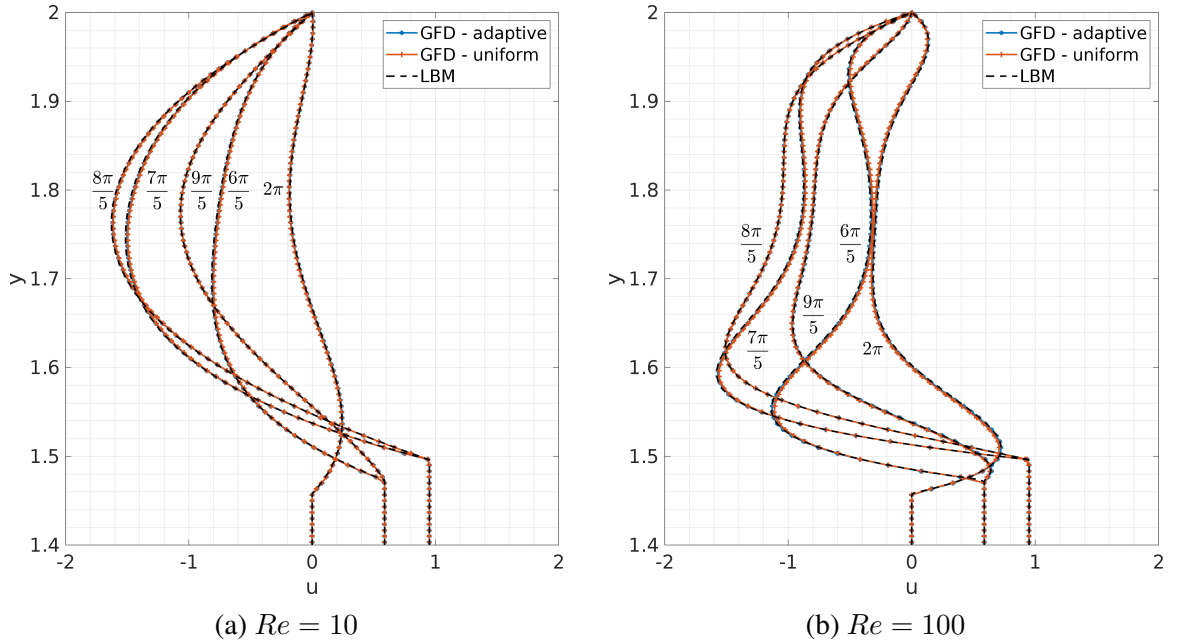 2
1.9
1.8
1.7
1.6
1.5
1.4
y
-2
-1
0
1
2
u
GFD - adaptive
GFD - uniform
LBM
8π/5
7π/5
9π/5
6π/5
2π
(a) Re = 10
2
1.9
1.8
1.7
1.6
1.5
1.4
y
-2
-1
0
1
2
u
GFD - adaptive
GFD - uniform
LBM
8π/5
6π/5
9π/5
7π/5
2π
(b) Re = 100